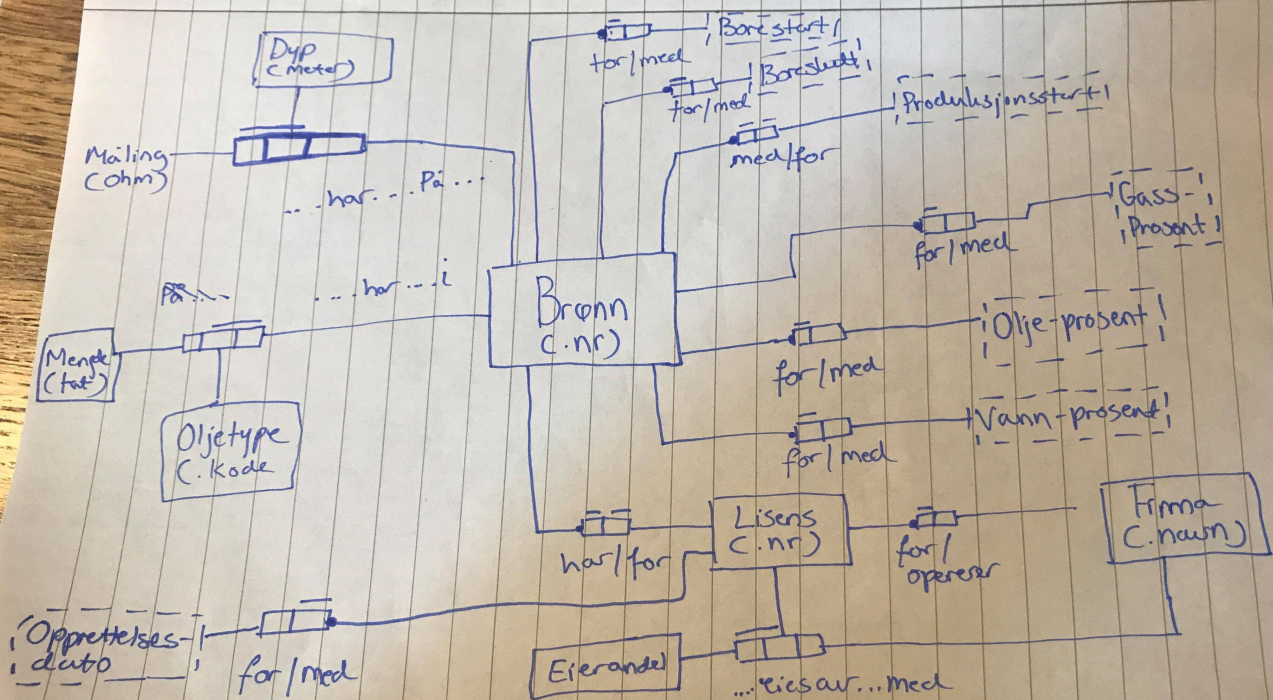 Borestart
for/med
Dyp
(meter)
Boreslutt
for/med
Produksjonsstart
med/for
Måling
(ohm)
...har...På...
Gass-
Prosent
for/med
...har...i
Brønn
(.nr)
Olje-prosent
for/med
Mengde
(fat)
Oljetype
(.kode
Vann-prosent
for/med
Lisens
(.nr)
Firma
(.navn)
har/for
for/
opererer
Opprettelses-
dato
for/med
Eierandel
...eies av...med